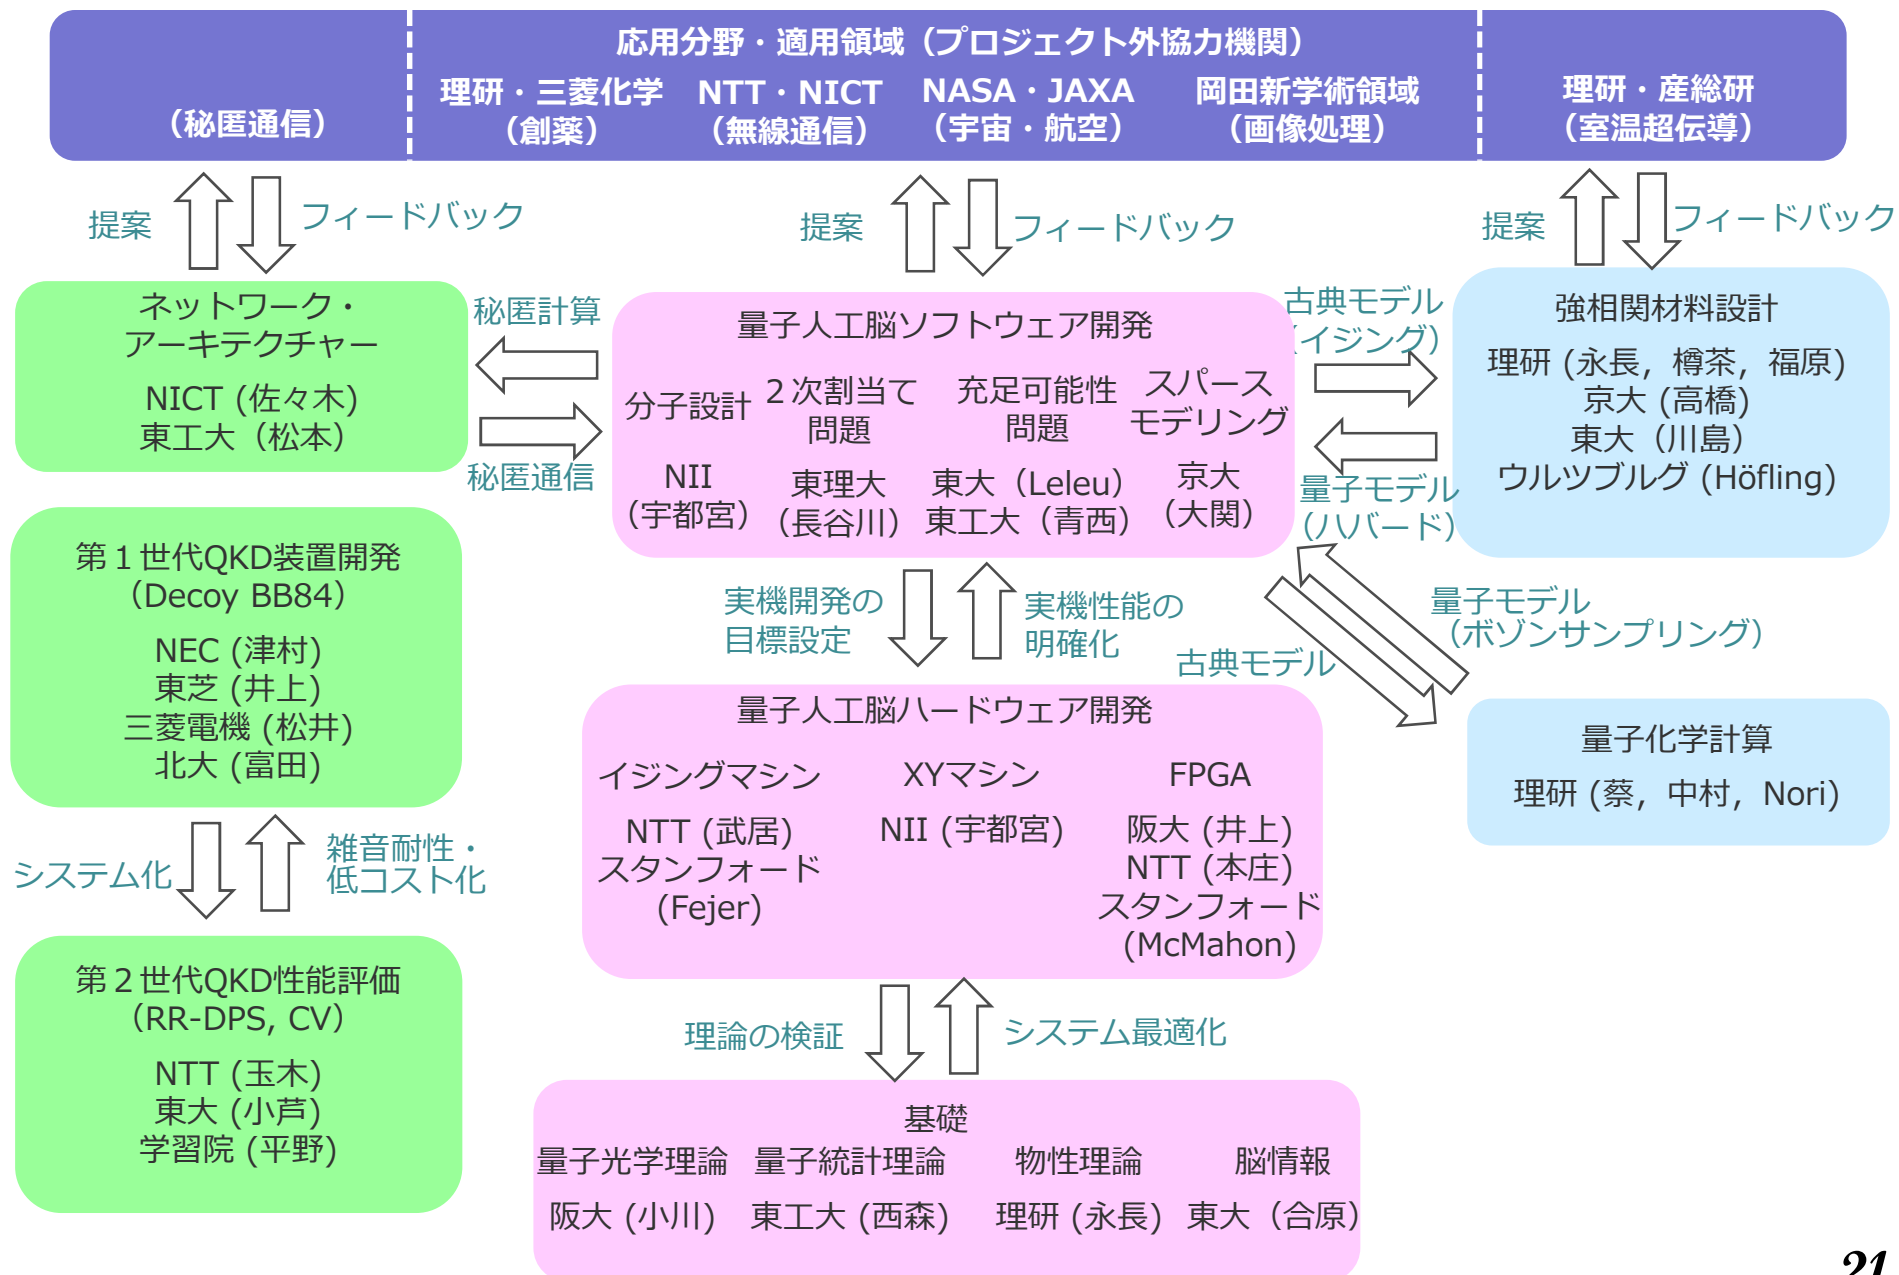 応用分野・適用領域（プロジェクト外協力機関）
（秘匿通信）
理研・三菱化学
（創薬）
NTT・NICT
（無線通信）
NASA・JAXA
（宇宙・航空）
岡田新学術領域
（画像処理）
理研・産総研
（室温超伝導）
提案
フィードバック
提案
フィードバック
提案
フィードバック
ネットワーク・
アーキテクチャー
NICT (佐々木)
東工大（松本）
秘匿計算
秘匿通信
量子人工脳ソフトウェア開発
分子設計
NII
（宇都宮）
２次割当て
問題
東理大
（長谷川）
充足可能性
問題
東大（Leleu）
東工大（青西）
スパース
モデリング
京大
（大関）
古典モデル
（イジング）
量子モデル
（ハバード）
強相関材料設計
理研 (永長，樽茶，福原)
京大 (高橋)
東大（川島）
ウルツブルグ (Höfling)
第１世代QKD装置開発
（Decoy BB84）
NEC (津村)
東芝 (井上)
三菱電機 (松井)
北大 (富田)
実機開発の
目標設定
実機性能の
明確化
古典モデル
量子モデル
（ボゾンサンプリング）
量子人工脳ハードウェア開発
イジングマシン
NTT (武居)
スタンフォード
(Fejer)
XYマシン
NII (宇都宮)
FPGA
阪大 (井上)
NTT (本庄)
スタンフォード
(McMahon)
量子化学計算
理研 (蔡，中村，Nori)
システム化
雑音耐性・
低コスト化
第２世代QKD性能評価
（RR-DPS, CV）
NTT (玉木)
東大 (小芦)
学習院 (平野)
理論の検証
システム最適化
基礎
量子光学理論
阪大 (小川)
量子統計理論
東工大 (西森)
物性理論
理研 (永長)
脳情報
東大（合原）
21